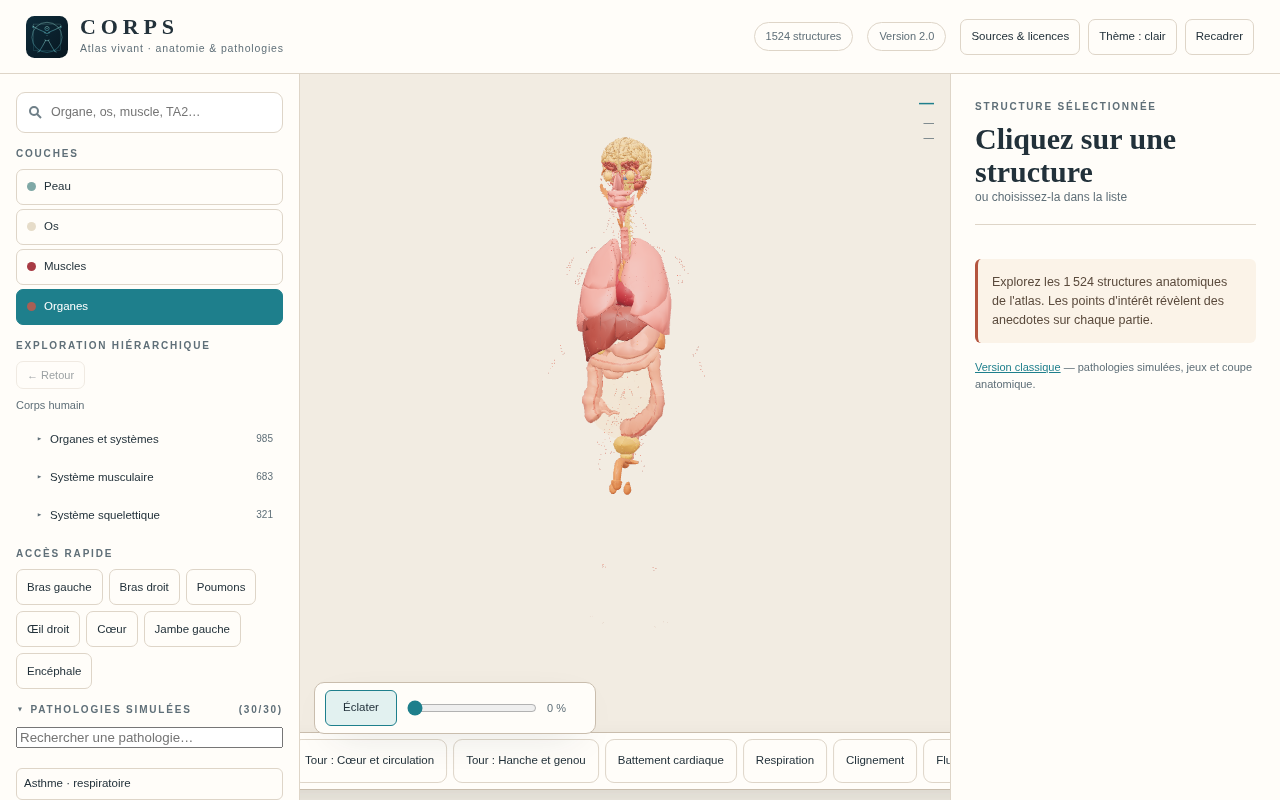 CORPS
Atlas vivant · anatomie & pathologies
1524 structures
Version 2.0
Sources & licences
Thème : clair
Recadrer
Organe, os, muscle, TA2…
COUCHES
Peau
Os
Muscles
Organes
EXPLORATION HIÉRARCHIQUE
← Retour
Corps humain
▸ Organes et systèmes 985
▸ Système musculaire 683
▸ Système squelettique 321
ACCÈS RAPIDE
Bras gauche
Bras droit
Poumons
Œil droit
Cœur
Jambe gauche
Encéphale
▾ PATHOLOGIES SIMULÉES (30/30)
Rechercher une pathologie…
Asthme · respiratoire
Éclater
0 %
Tour : Cœur et circulation
Tour : Hanche et genou
Battement cardiaque
Respiration
Clignement
STRUCTURE SÉLECTIONNÉE
Cliquez sur une
structure
ou choisissez-la dans la liste
Explorez les 1 524 structures anatomiques
de l'atlas. Les points d'intérêt révèlent des
anecdotes sur chaque partie.
Version classique — pathologies simulées, jeux et coupe
anatomique.